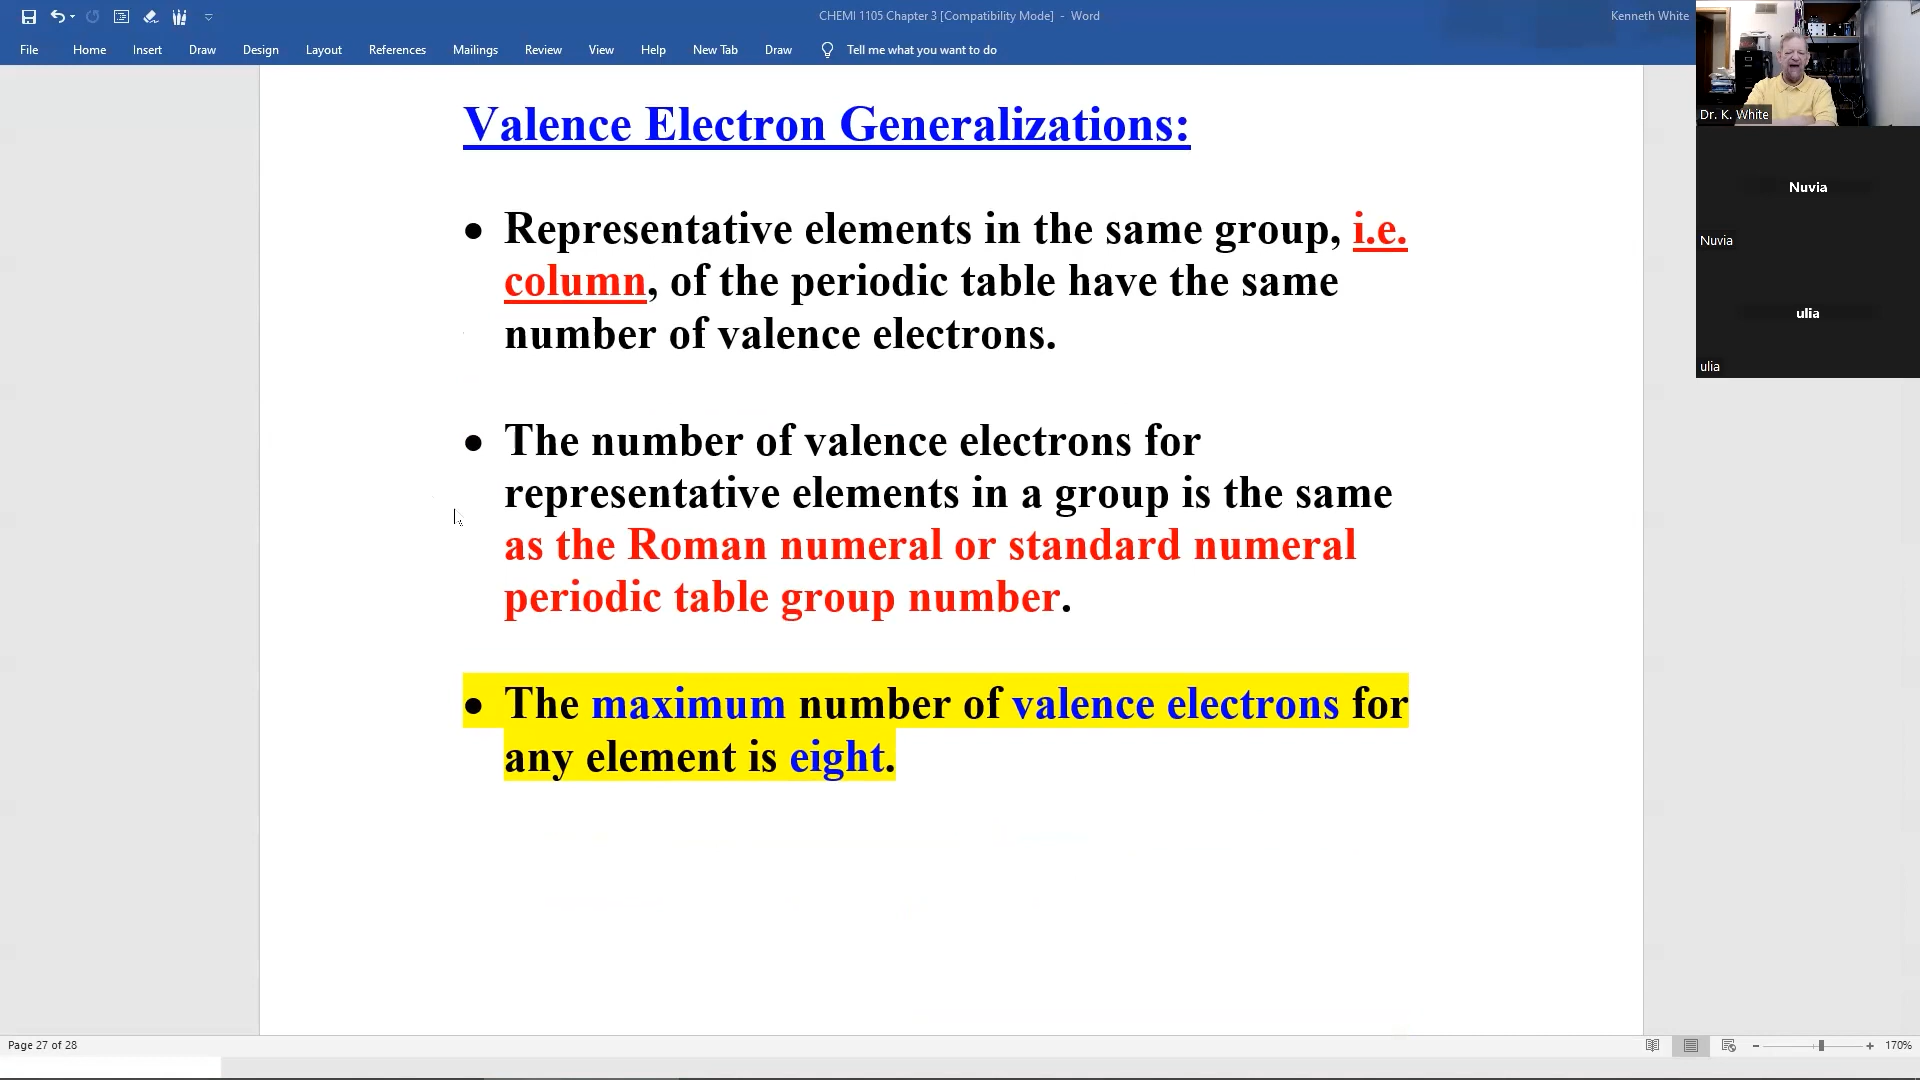 CHEMI 1105 Chapter 3 [Compatibility Mode] - Word
Kenneth White
File Home Insert Draw Design Layout References Mailings Review View Help New Tab Draw Tell me what you want to do
Dr. K. White
Nuvia
Nuvia
ulia
ulia
Valence Electron Generalizations:
• Representative elements in the same group, i.e.
column, of the periodic table have the same
number of valence electrons.
• The number of valence electrons for
representative elements in a group is the same
as the Roman numeral or standard numeral
periodic table group number.
• The maximum number of valence electrons for
any element is eight.
Page 27 of 28
170%